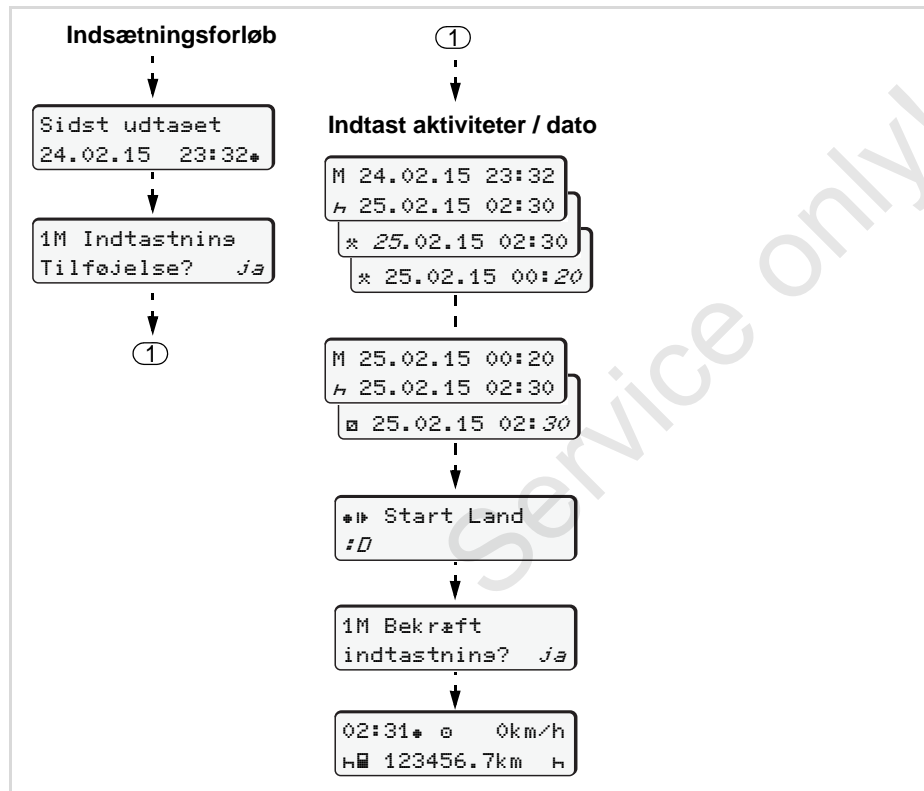 Indsætningsforløb
Sidst udtaget
24.02.15 23:32
1M Indtastning
Tilføjelse? ja
1
1
Indtast aktiviteter / dato
M 24.02.15 23:32
25.02.15 02:30
25.02.15 02:30
25.02.15 00:20
M 25.02.15 00:20
25.02.15 02:30
25.02.15 02:30
Start Land
:D
1M Bekræft
indtastning? ja
02:31 0km/h
123456.7km
Service only!